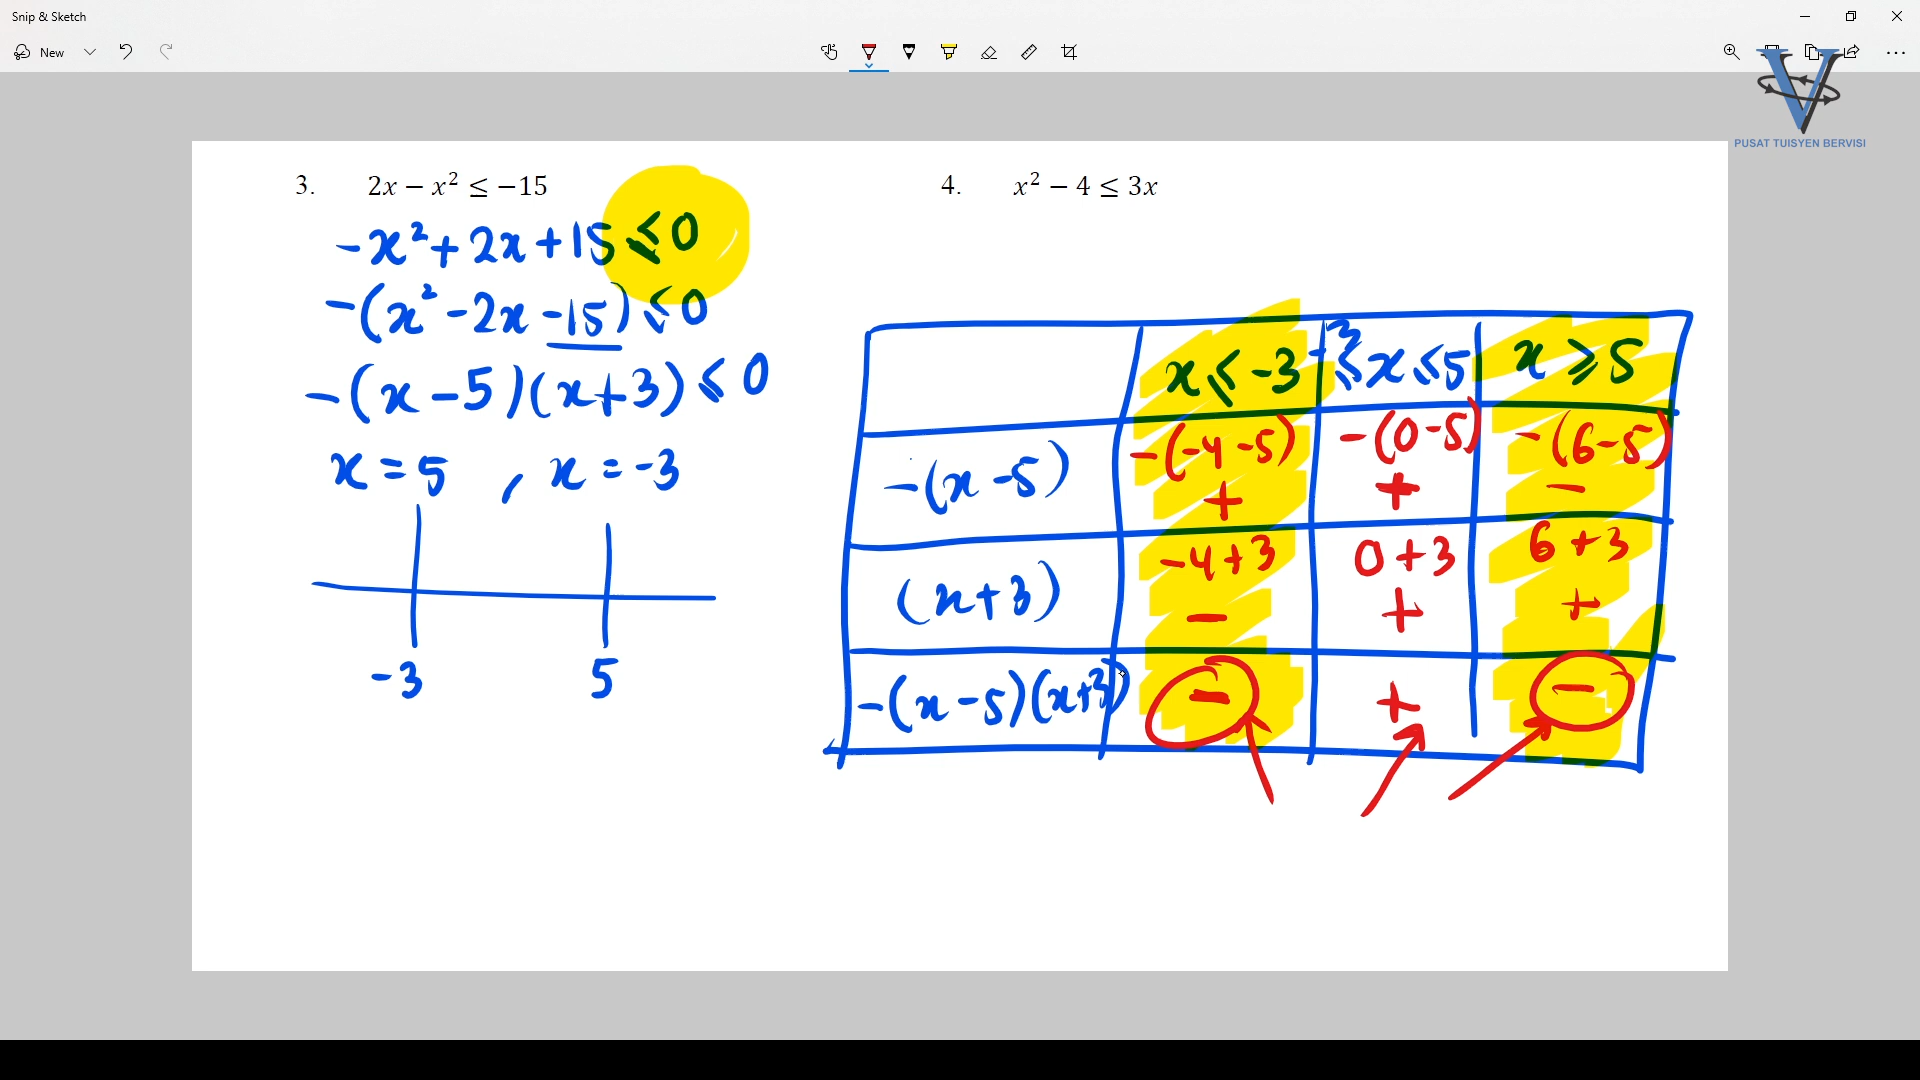 Snip & Sketch
New
PUSAT TUISYEN BERVISI
3. 2x − x² ≤ −15
-x²+2x+15≤0
-(x²-2x-15)≤0
-(x-5)(x+3)≤0
x=5 , x=-3
-3 5
4. x² − 4 ≤ 3x
x≤-3 -3≤x≤5 x≥5
-(x-5) -(-4-5) -(0-5) -(6-5)
+ + -
(x+3) -4+3 0+3 6+3
- + +
-(x-5)(x+3) - + -